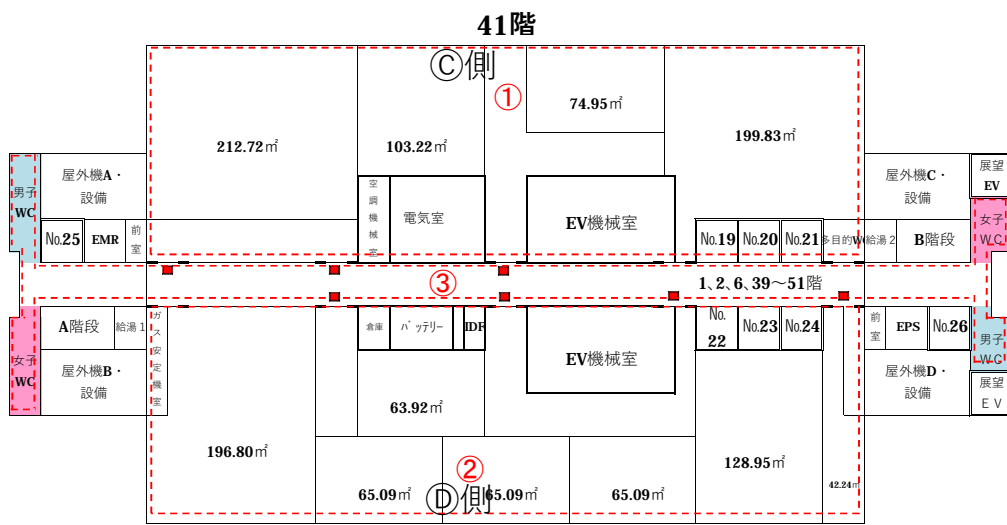 41階
Ⓒ側
①
74.95㎡
212.72㎡
103.22㎡
199.83㎡
屋外機A・
設備
男子
WC
空調機械室
電気室
EV機械室
屋外機C・
設備
展望
EV
女子
WC
No.25
EMR
前室
No.19
No.20
No.21
多目的W
給湯2
B階段
③
1、2、6、39～51階
A階段
給湯1
ガス安定機室
倉庫
バッテリー
IDF
EV機械室
No.
22
No.23
No.24
前室
EPS
No.26
男子
WC
女子
WC
屋外機B・
設備
屋外機D・
設備
展望
EV
63.92㎡
196.80㎡
128.95㎡
②
65.09㎡
Ⓓ側
65.09㎡
65.09㎡
42.24㎡